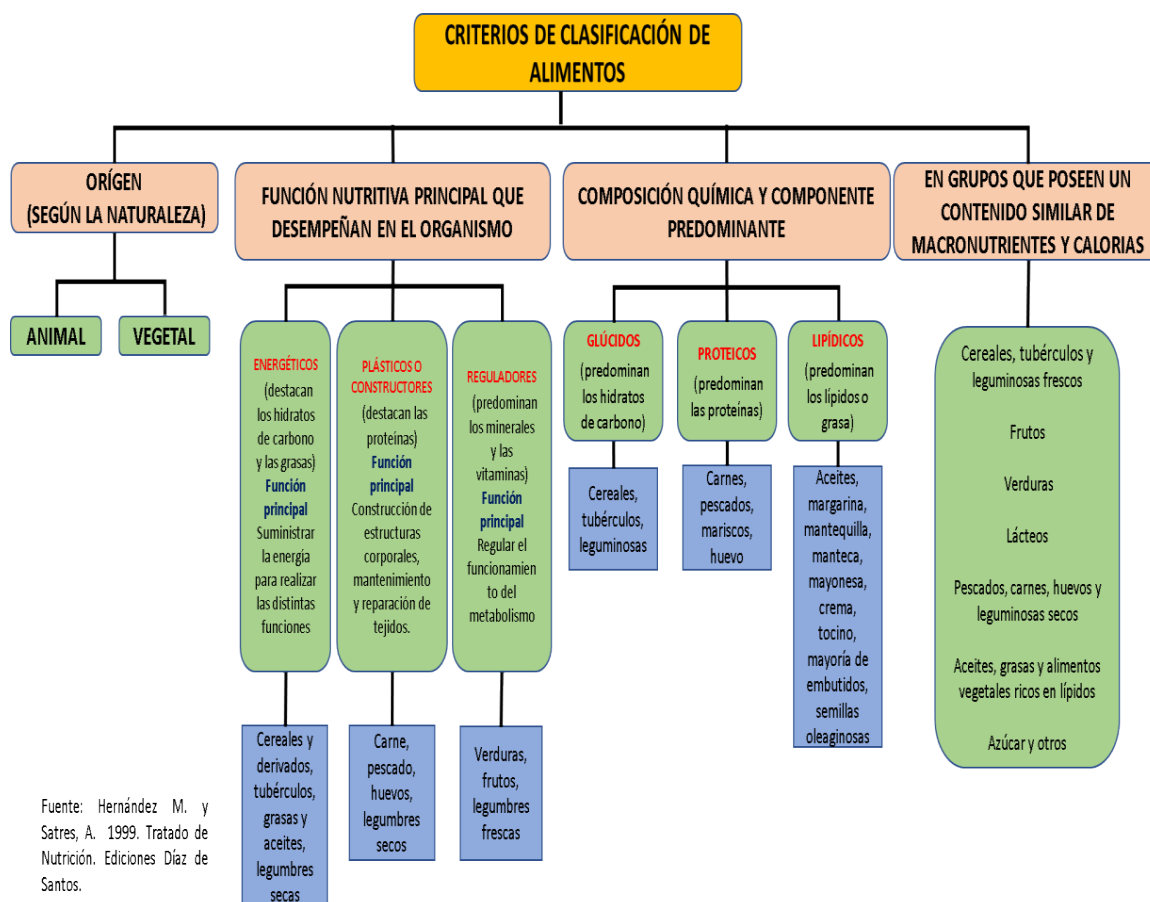 CRITERIOS DE CLASIFICACIÓN DE
ALIMENTOS
ORÍGEN
(SEGÚN LA NATURALEZA)
ANIMAL
VEGETAL
FUNCIÓN NUTRITIVA PRINCIPAL QUE
DESEMPEÑAN EN EL ORGANISMO
ENERGÉTICOS
(destacan
los hidratos
de carbono
y las grasas)
Función
principal
Suministrar
la energía
para realizar
las distintas
funciones
Cereales y
derivados,
tubérculos,
grasas y
aceites,
legumbres
secas
PLÁSTICOS O
CONSTRUCTORES
(destacan las
proteínas)
Función
principal
Construcción de
estructuras
corporales,
mantenimiento
y reparación de
tejidos.
Carne,
pescado,
huevos,
legumbres
secos
REGULADORES
(predominan
los minerales
y las
vitaminas)
Función
principal
Regular el
funcionamien
to del
metabolismo
Verduras,
frutos,
legumbres
frescas
COMPOSICIÓN QUÍMICA Y COMPONENTE
PREDOMINANTE
GLÚCIDOS
(predominan
los hidratos
de carbono)
Cereales,
tubérculos,
leguminosas
PROTEICOS
(predominan
las proteínas)
Carnes,
pescados,
mariscos,
huevo
LIPÍDICOS
(predominan
los lípidos o
grasa)
Aceites,
margarina,
mantequilla,
manteca,
mayonesa,
crema,
tocino,
mayoría de
embutidos,
semillas
oleaginosas
EN GRUPOS QUE POSEEN UN
CONTENIDO SIMILAR DE
MACRONUTRIENTES Y CALORIAS
Cereales, tubérculos y
leguminosas frescos
Frutos
Verduras
Lácteos
Pescados, carnes, huevos y
leguminosas secos
Aceites, grasas y alimentos
vegetales ricos en lípidos
Azúcar y otros
Fuente: Hernández M. y
Satres, A. 1999. Tratado de
Nutrición. Ediciones Díaz de
Santos.